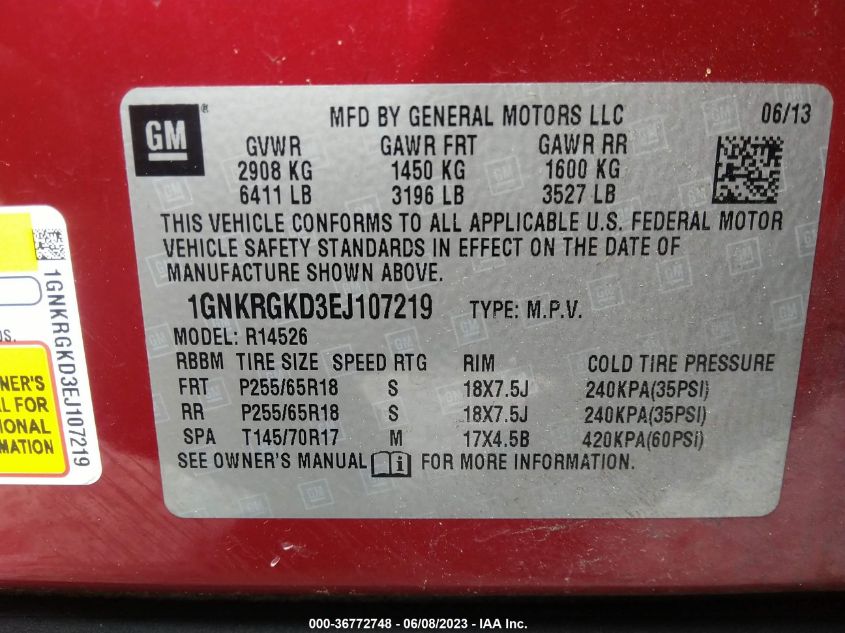 GM ®
MFD BY GENERAL MOTORS LLC 06/13
GVWR GAWR FRT GAWR RR
2908 KG 1450 KG 1600 KG
6411 LB 3196 LB 3527 LB
THIS VEHICLE CONFORMS TO ALL APPLICABLE U.S. FEDERAL MOTOR
VEHICLE SAFETY STANDARDS IN EFFECT ON THE DATE OF
MANUFACTURE SHOWN ABOVE.
1GNKRGKD3EJ107219 TYPE: M.P.V.
MODEL: R14526
RBBM TIRE SIZE SPEED RTG RIM COLD TIRE PRESSURE
FRT P255/65R18 S 18X7.5J 240KPA(35PSI)
RR P255/65R18 S 18X7.5J 240KPA(35PSI)
SPA T145/70R17 M 17X4.5B 420KPA(60PSI)
SEE OWNER'S MANUAL FOR MORE INFORMATION.
1GNKRGKD3EJ107219
OS.
NER'S
AL FOR
IONAL
MATION
000-36772748 - 06/08/2023 - IAA Inc.